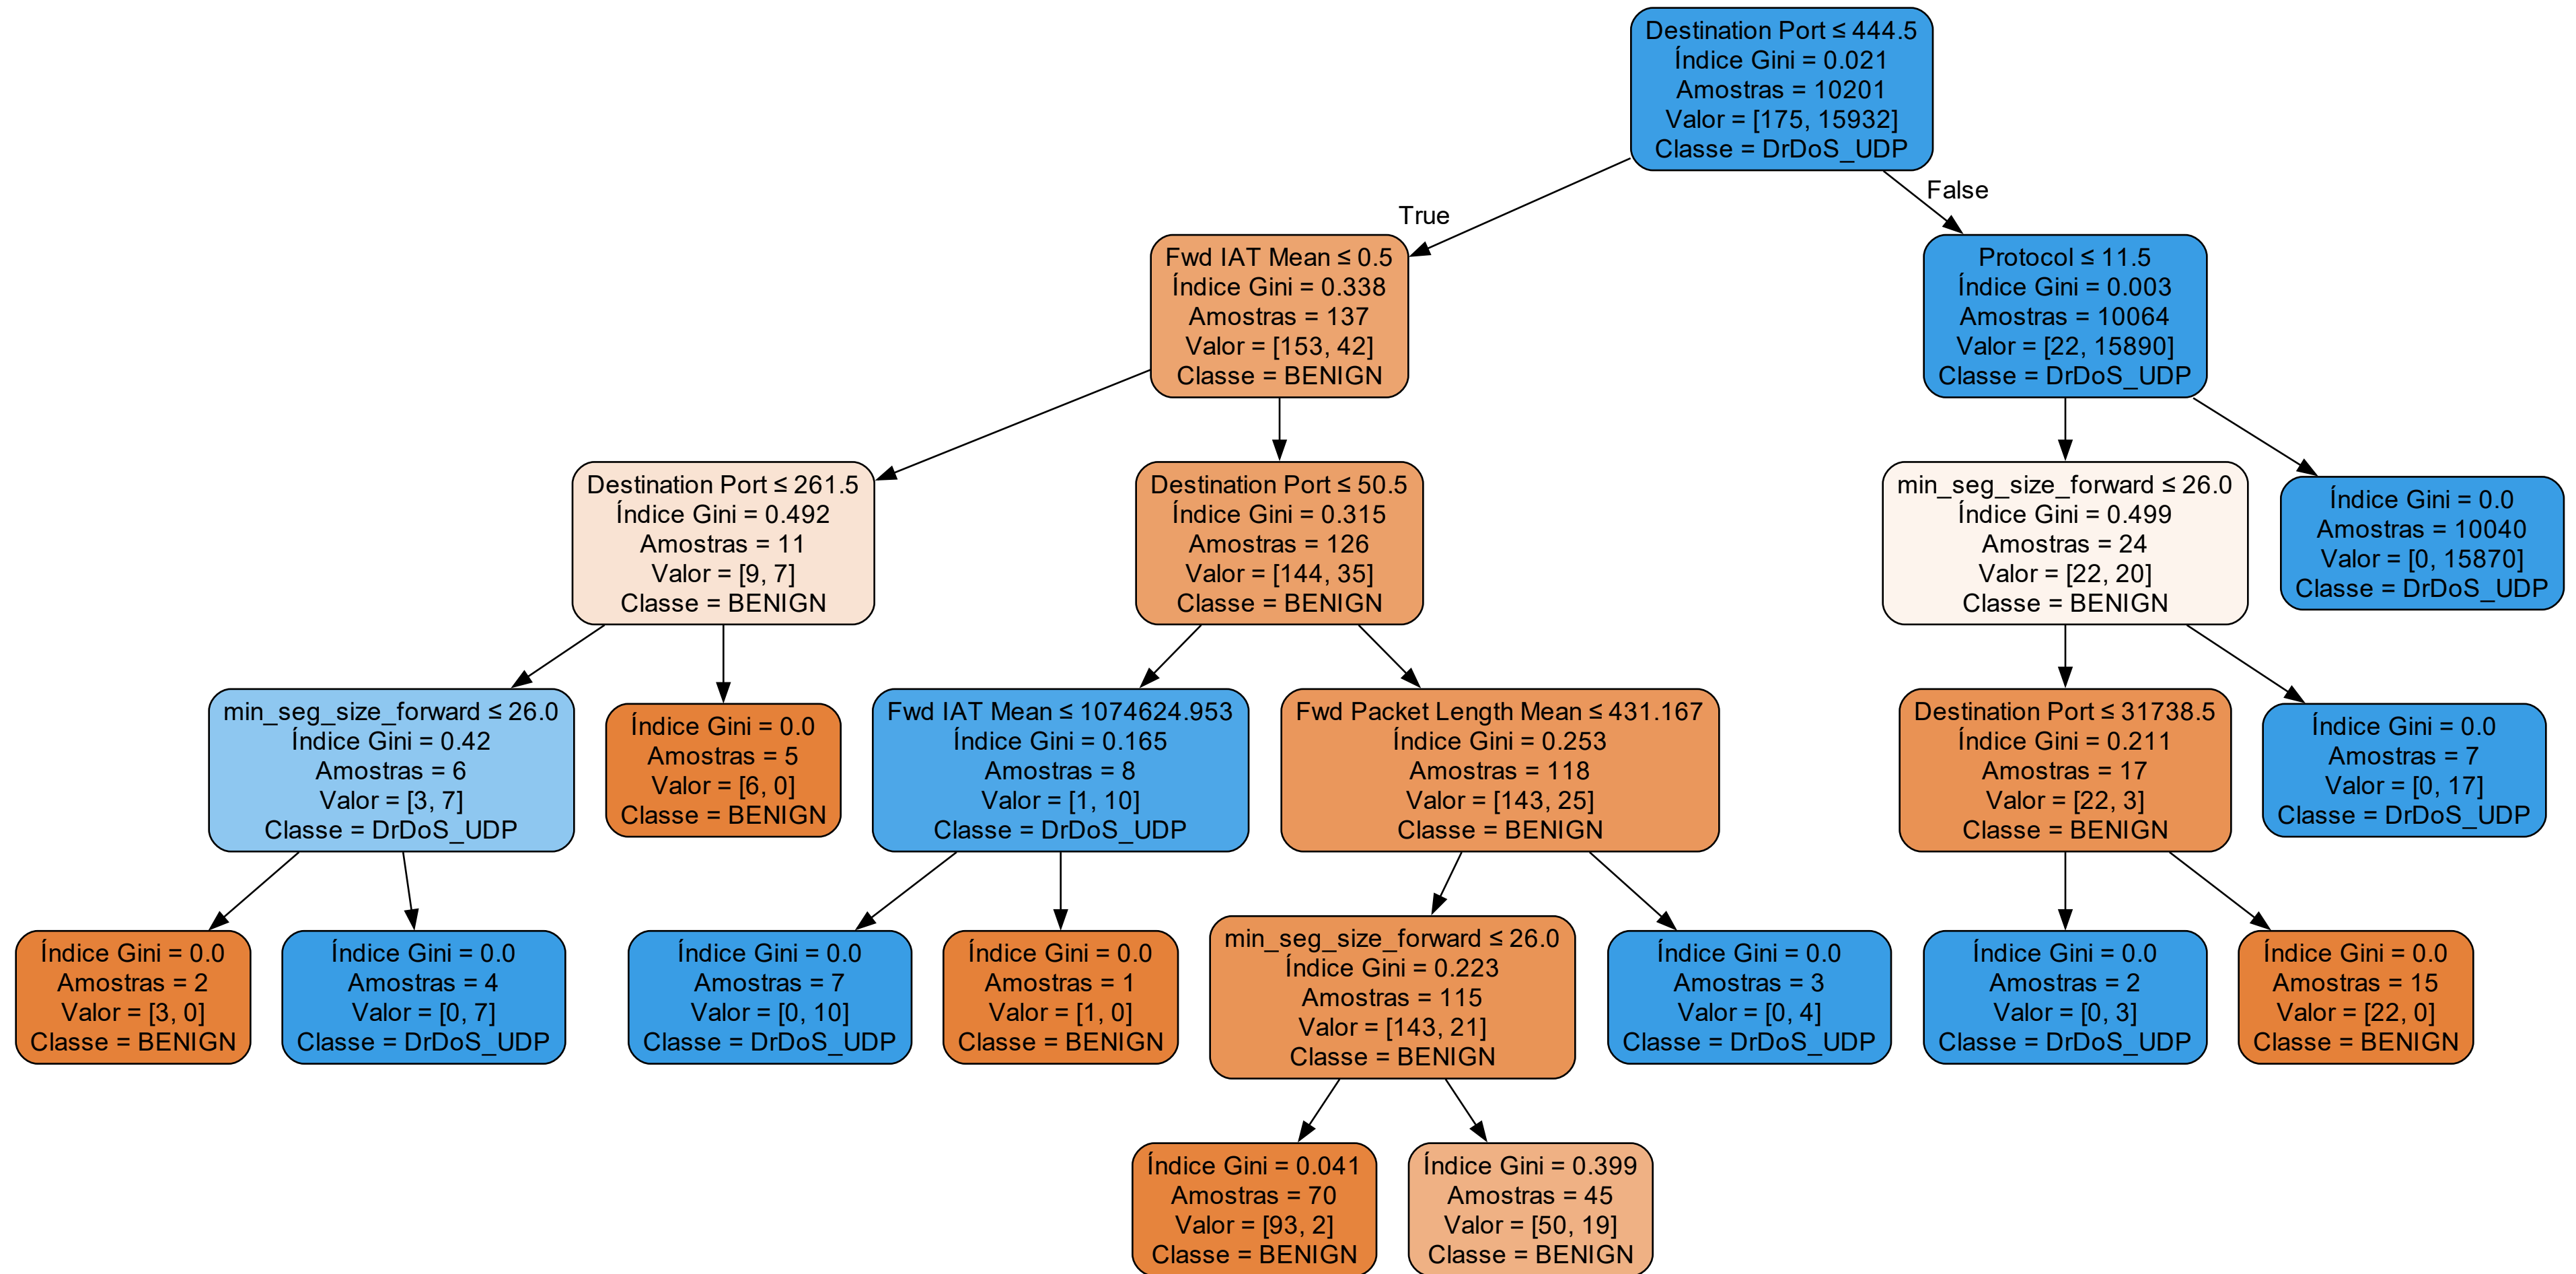 Destination Port ≤ 444.5
Índice Gini = 0.021
Amostras = 10201
Valor = [175, 15932]
Classe = DrDoS_UDP
True
False
Fwd IAT Mean ≤ 0.5
Índice Gini = 0.338
Amostras = 137
Valor = [153, 42]
Classe = BENIGN
Protocol ≤ 11.5
Índice Gini = 0.003
Amostras = 10064
Valor = [22, 15890]
Classe = DrDoS_UDP
Destination Port ≤ 261.5
Índice Gini = 0.492
Amostras = 11
Valor = [9, 7]
Classe = BENIGN
Destination Port ≤ 50.5
Índice Gini = 0.315
Amostras = 126
Valor = [144, 35]
Classe = BENIGN
min_seg_size_forward ≤ 26.0
Índice Gini = 0.499
Amostras = 24
Valor = [22, 20]
Classe = BENIGN
Índice Gini = 0.0
Amostras = 10040
Valor = [0, 15870]
Classe = DrDoS_UDP
min_seg_size_forward ≤ 26.0
Índice Gini = 0.42
Amostras = 6
Valor = [3, 7]
Classe = DrDoS_UDP
Índice Gini = 0.0
Amostras = 5
Valor = [6, 0]
Classe = BENIGN
Fwd IAT Mean ≤ 1074624.953
Índice Gini = 0.165
Amostras = 8
Valor = [1, 10]
Classe = DrDoS_UDP
Fwd Packet Length Mean ≤ 431.167
Índice Gini = 0.253
Amostras = 118
Valor = [143, 25]
Classe = BENIGN
Destination Port ≤ 31738.5
Índice Gini = 0.211
Amostras = 17
Valor = [22, 3]
Classe = BENIGN
Índice Gini = 0.0
Amostras = 7
Valor = [0, 17]
Classe = DrDoS_UDP
Índice Gini = 0.0
Amostras = 2
Valor = [3, 0]
Classe = BENIGN
Índice Gini = 0.0
Amostras = 4
Valor = [0, 7]
Classe = DrDoS_UDP
Índice Gini = 0.0
Amostras = 7
Valor = [0, 10]
Classe = DrDoS_UDP
Índice Gini = 0.0
Amostras = 1
Valor = [1, 0]
Classe = BENIGN
min_seg_size_forward ≤ 26.0
Índice Gini = 0.223
Amostras = 115
Valor = [143, 21]
Classe = BENIGN
Índice Gini = 0.0
Amostras = 3
Valor = [0, 4]
Classe = DrDoS_UDP
Índice Gini = 0.0
Amostras = 2
Valor = [0, 3]
Classe = DrDoS_UDP
Índice Gini = 0.0
Amostras = 15
Valor = [22, 0]
Classe = BENIGN
Índice Gini = 0.041
Amostras = 70
Valor = [93, 2]
Classe = BENIGN
Índice Gini = 0.399
Amostras = 45
Valor = [50, 19]
Classe = BENIGN